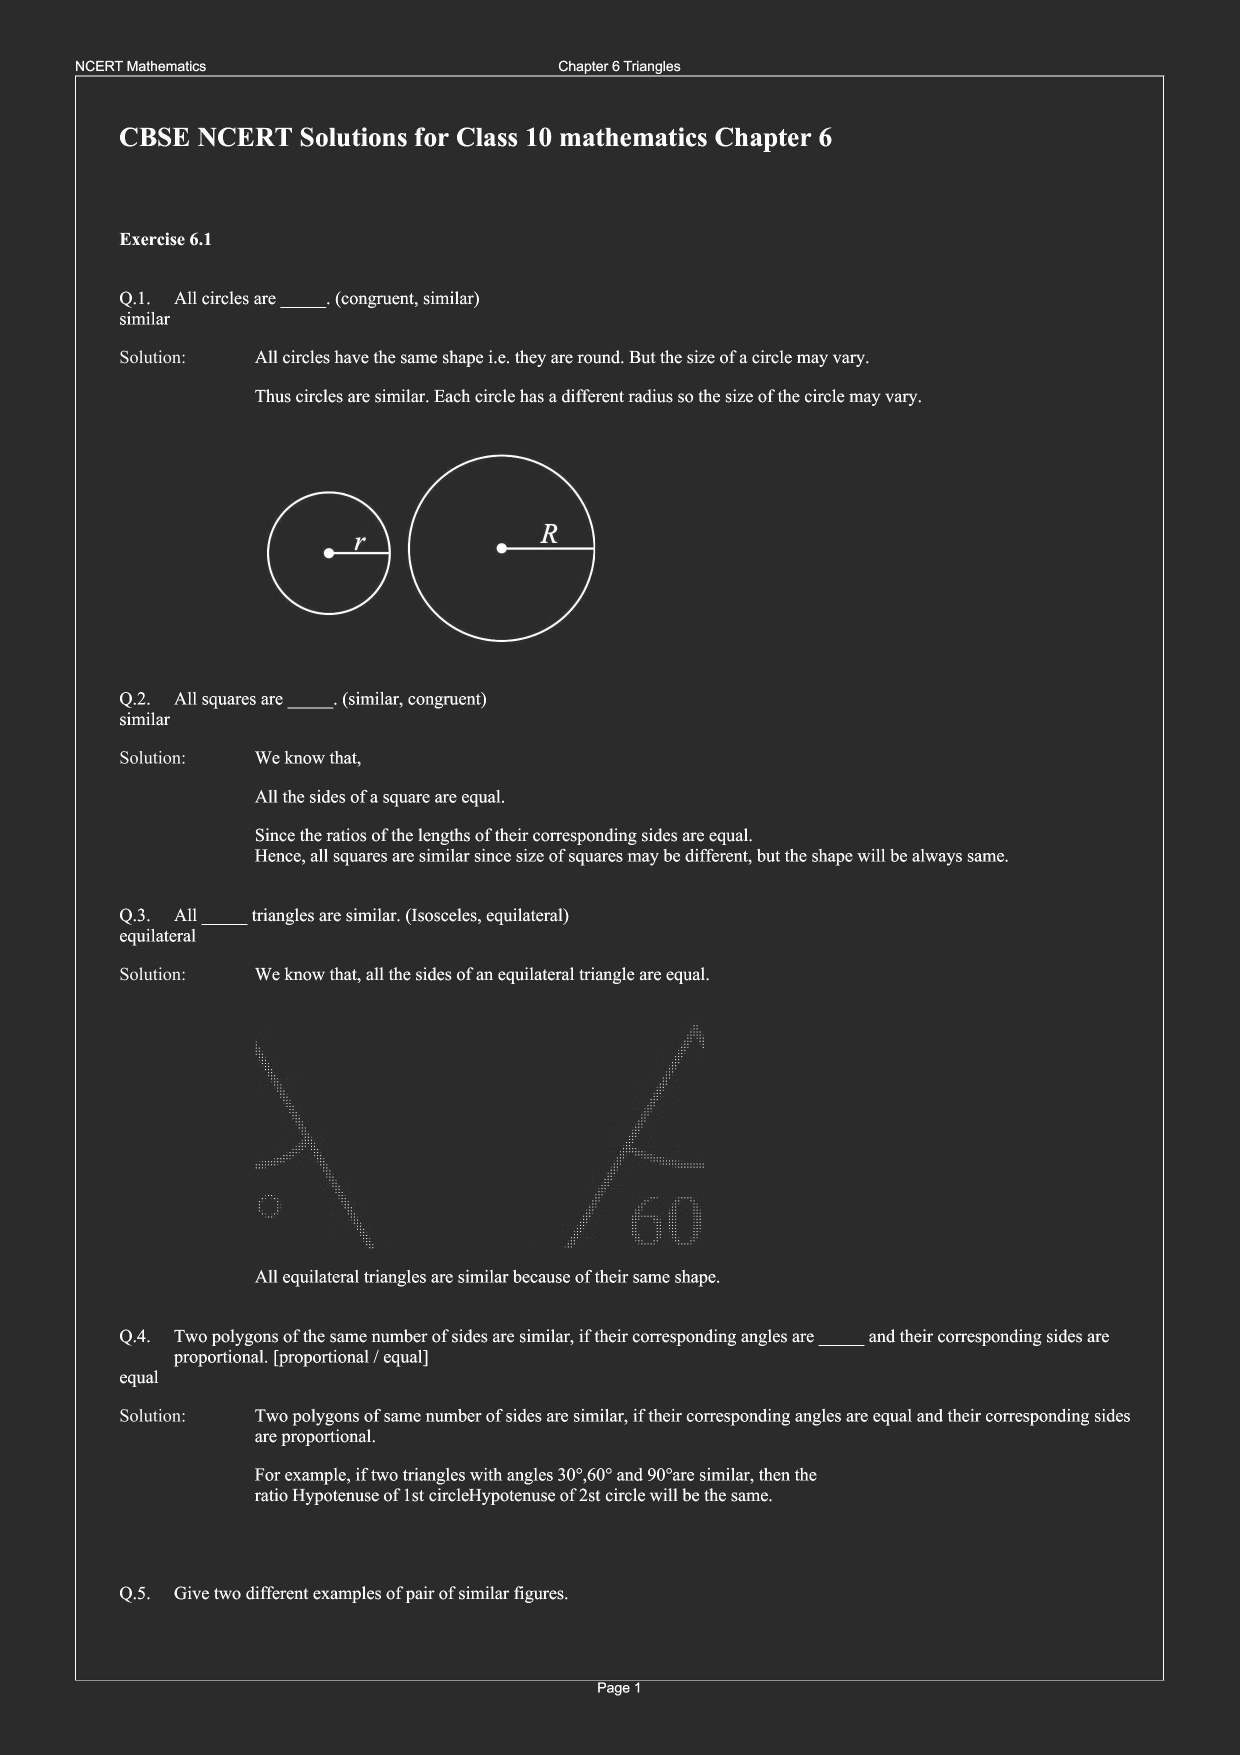 NCERT Mathematics Chapter 6 Triangles
CBSE NCERT Solutions for Class 10 mathematics Chapter 6
Exercise 6.1
Q.1. All circles are _____. (congruent, similar)
similar
Solution: All circles have the same shape i.e. they are round. But the size of a circle may vary.
Thus circles are similar. Each circle has a different radius so the size of the circle may vary.
r
R
Q.2. All squares are _____. (similar, congruent)
similar
Solution: We know that,
All the sides of a square are equal.
Since the ratios of the lengths of their corresponding sides are equal.
Hence, all squares are similar since size of squares may be different, but the shape will be always same.
Q.3. All _____ triangles are similar. (Isosceles, equilateral)
equilateral
Solution: We know that, all the sides of an equilateral triangle are equal.
° 60
All equilateral triangles are similar because of their same shape.
Q.4. Two polygons of the same number of sides are similar, if their corresponding angles are _____ and their corresponding sides are
proportional. [proportional / equal]
equal
Solution: Two polygons of same number of sides are similar, if their corresponding angles are equal and their corresponding sides
are proportional.
For example, if two triangles with angles 30°,60° and 90°are similar, then the
ratio Hypotenuse of 1st circleHypotenuse of 2st circle will be the same.
Q.5. Give two different examples of pair of similar figures.
Page 1